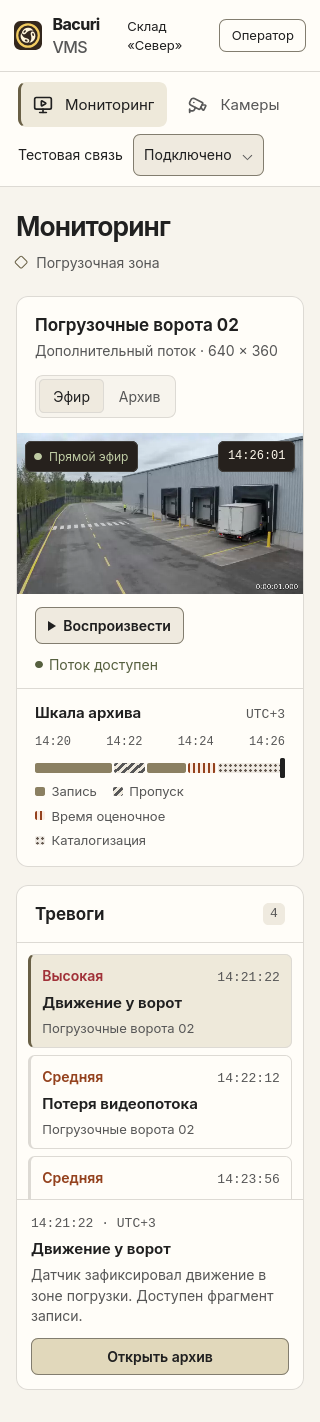 Bacuri
VMS
Склад
«Север»
Оператор
Мониторинг
Камеры
Тестовая связь
Подключено
Мониторинг
Погрузочная зона
Погрузочные ворота 02
Дополнительный поток · 640 × 360
Эфир
Архив
Прямой эфир
14:26:01
0:00:01.000
Воспроизвести
Поток доступен
Шкала архива
UTC+3
14:20 14:22 14:24 14:26
Запись
Пропуск
Время оценочное
Каталогизация
Тревоги
4
Высокая
14:21:22
Движение у ворот
Погрузочные ворота 02
Средняя
14:22:12
Потеря видеопотока
Погрузочные ворота 02
Средняя
14:23:56
14:21:22 · UTC+3
Движение у ворот
Датчик зафиксировал движение в
зоне погрузки. Доступен фрагмент
записи.
Открыть архив